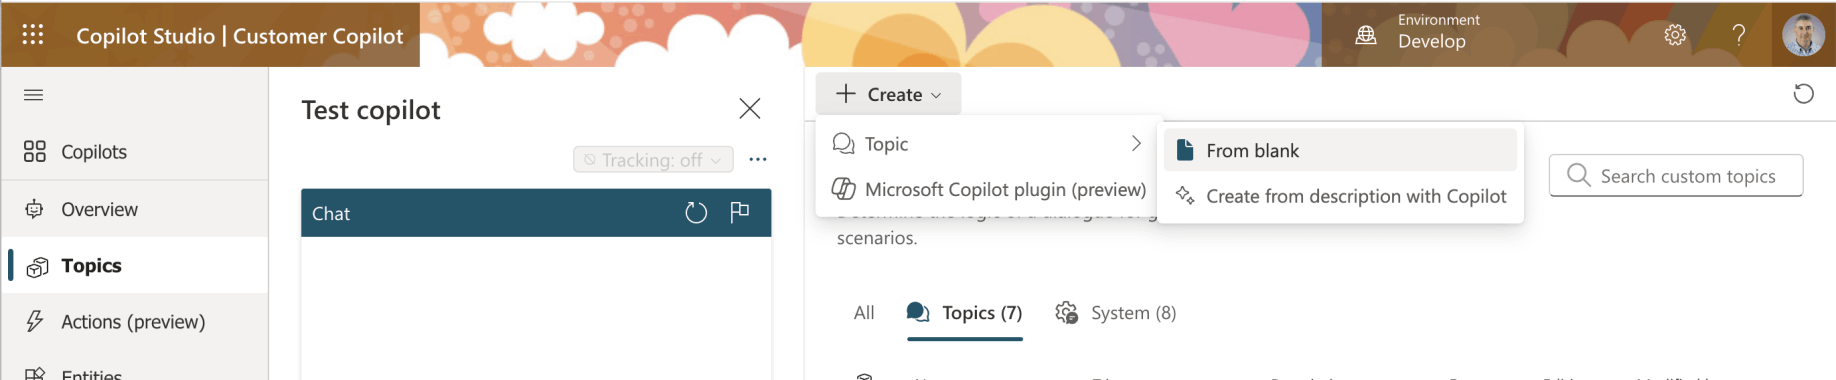 Copilot Studio | Customer Copilot
Environment
Develop
Copilots
Overview
Topics
Actions (preview)
Entities
Test copilot
Tracking: off
Chat
Create
Topic
Microsoft Copilot plugin (preview)
From blank
Create from description with Copilot
Search custom topics
scenarios.
All
Topics (7)
System (8)